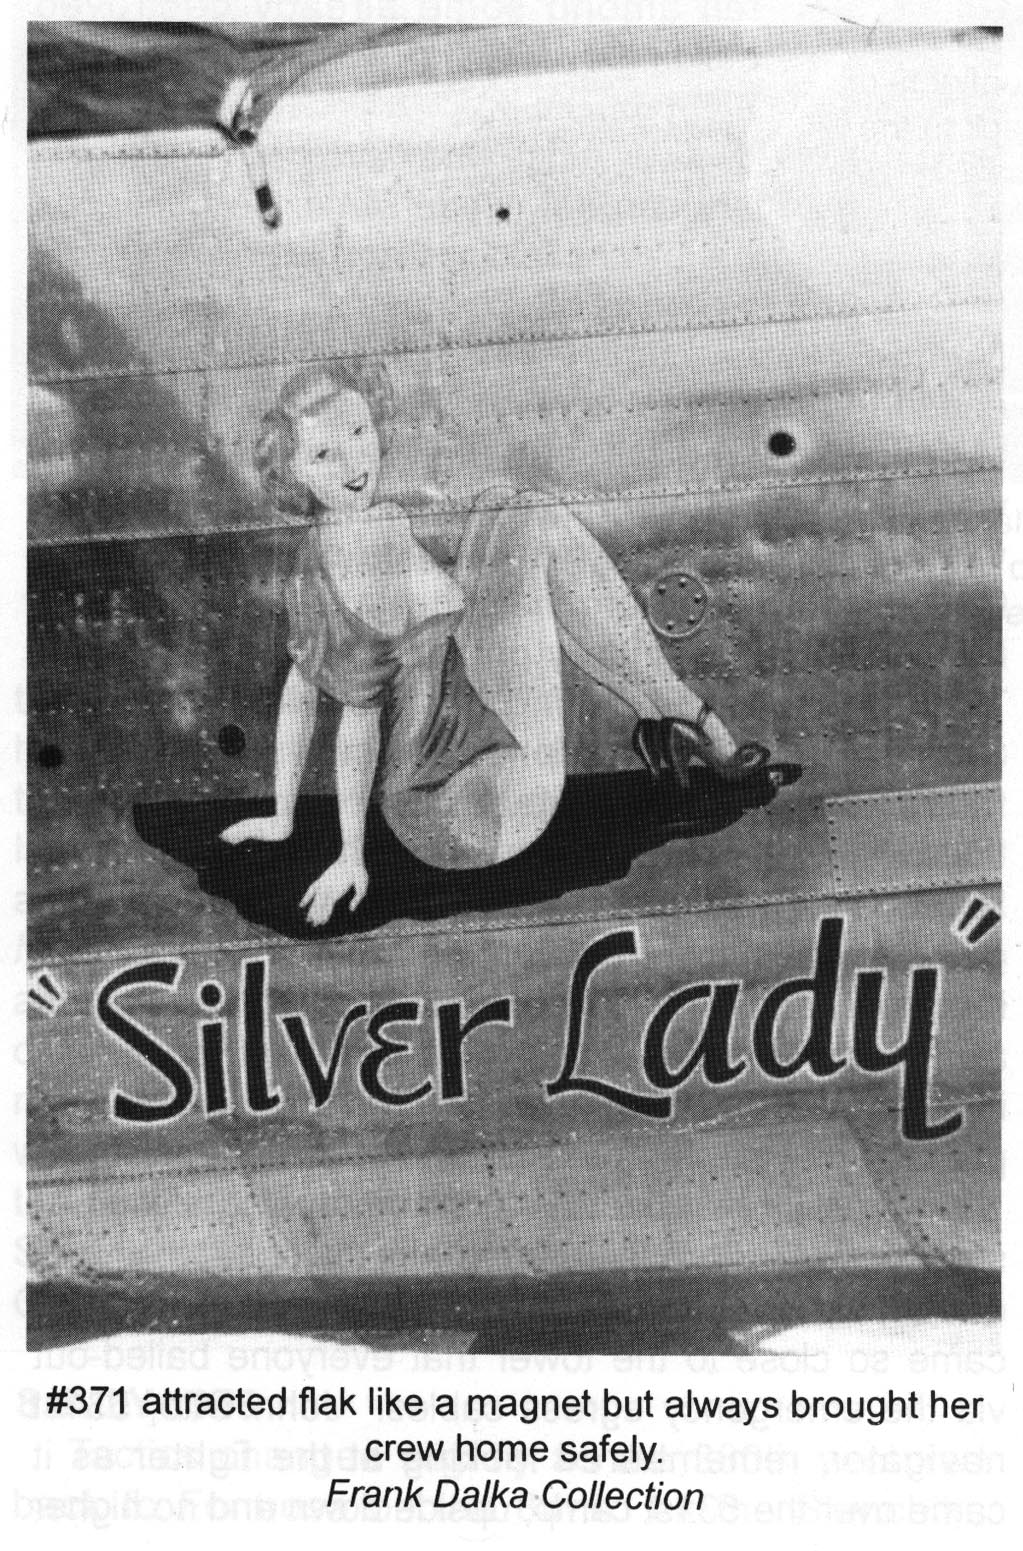 "Silver Lady"
#371 attracted flak like a magnet but always brought her
crew home safely.
Frank Dalka Collection